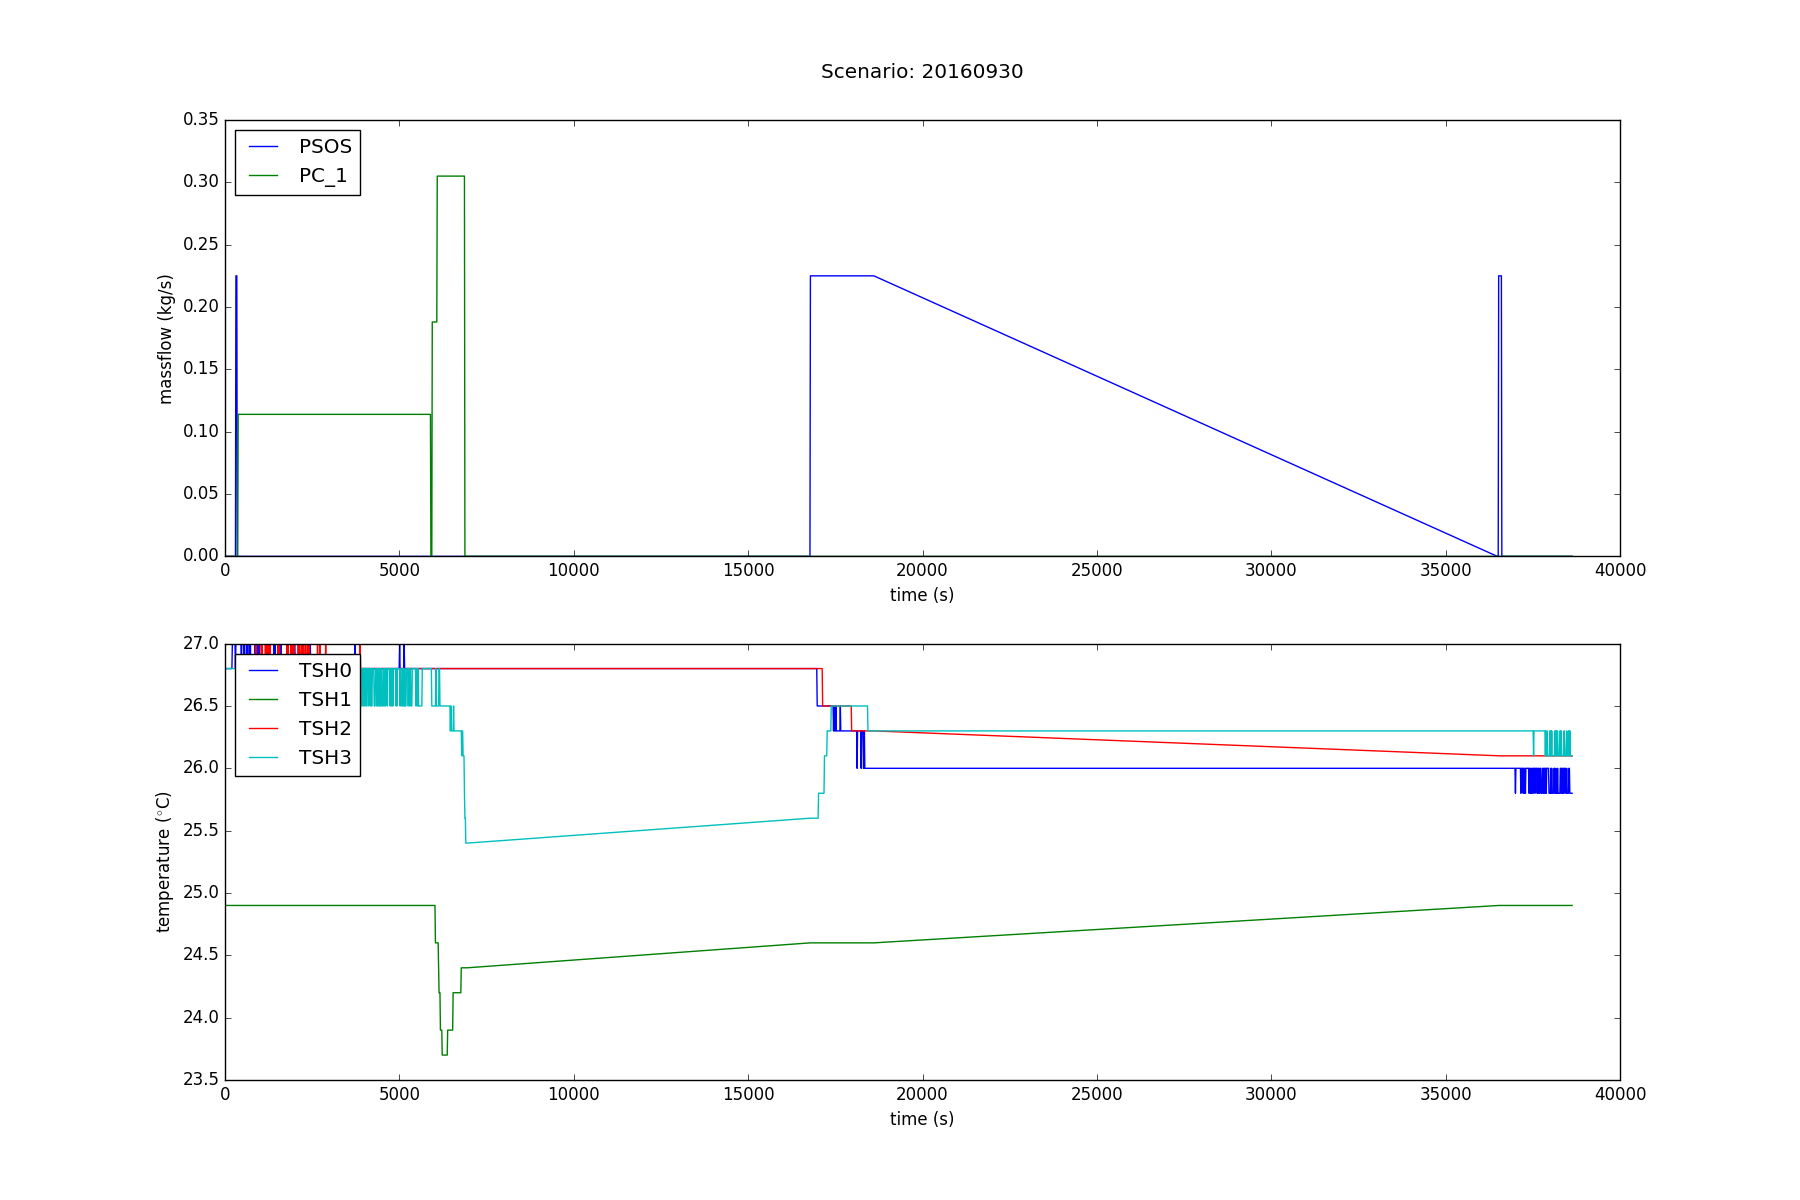 Scenario: 20160930
0.35
0.30
0.25
0.20
0.15
0.10
0.05
0.00
massflow (kg/s)
PSOS
PC_1
0 5000 10000 15000 20000 25000 30000 35000 40000
time (s)
27.0
26.5
26.0
25.5
25.0
24.5
24.0
23.5
temperature (°C)
TSH0
TSH1
TSH2
TSH3
0 5000 10000 15000 20000 25000 30000 35000 40000
time (s)